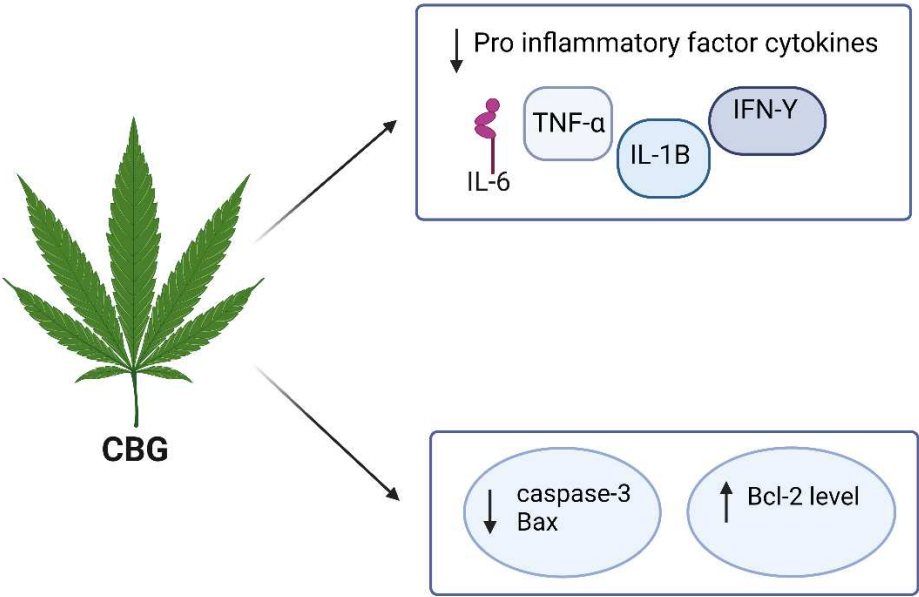 Pro inflammatory factor cytokines
TNF-α
IFN-Y
IL-1B
IL-6
CBG
caspase-3
Bax
Bcl-2 level